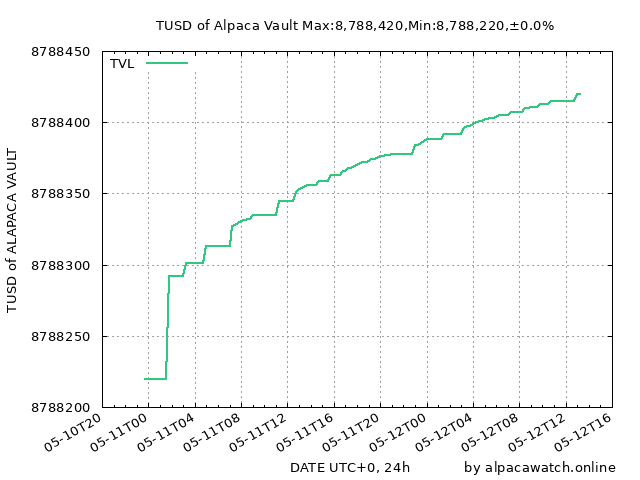 TUSD of Alpaca Vault Max:8,788,420,Min:8,788,220,±0.0%
TUSD of ALAPACA VAULT
TVL
8788450
8788400
8788350
8788300
8788250
8788200
05-10T20
05-11T00
05-11T04
05-11T08
05-11T12
05-11T16
05-11T20
05-12T00
05-12T04
05-12T08
05-12T12
05-12T16
DATE UTC+0, 24h
by alpacawatch.online